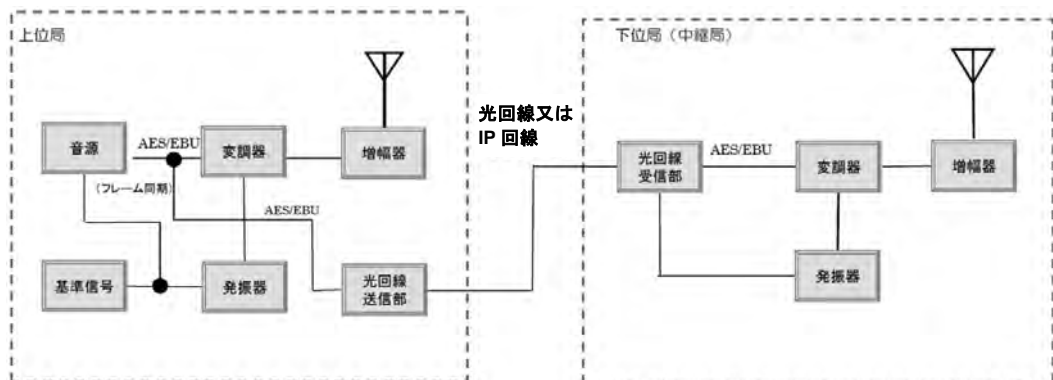 上位局
音源
AES/EBU
変調器
増幅器
(フレーム同期)
AES/EBU
基準信号
発振器
光回線
送信部
光回線又は
IP 回線
下位局（中継局）
光回線
受信部
AES/EBU
変調器
増幅器
発振器